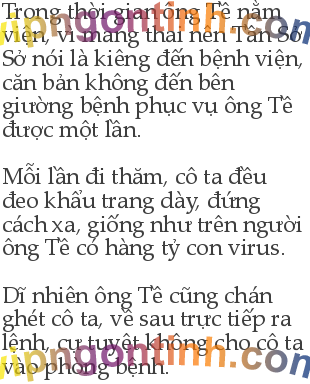 Trong thời gian ông Tề nằm
viện, vì mang thai nên Tần Sở
Sở nói là kiêng đến bệnh viện,
căn bản không đến bên
giường bệnh phục vụ ông Tề
được một lần.
Mỗi lần đi thăm, cô ta đều
đeo khẩu trang dày, đứng
cách xa, giống như trên người
ông Tề có hàng tỷ con virus.
Dĩ nhiên ông Tề cũng chán
ghét cô ta, về sau trực tiếp ra
lệnh, cự tuyệt không cho cô ta
vào phòng bệnh.
vipngontinh.com
vipngontinh.com